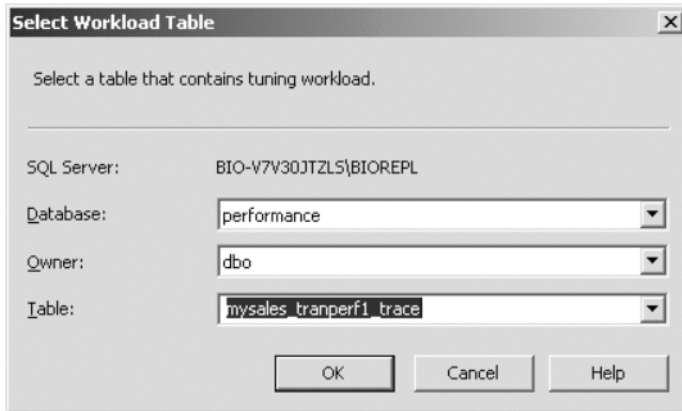 Select Workload Table
Select a table that contains tuning workload.
SQL Server: BIO-V7V30JTZLS\BIOREPL
Database: performance
Owner: dbo
Table: mysales_tranperf1_trace
OK Cancel Help